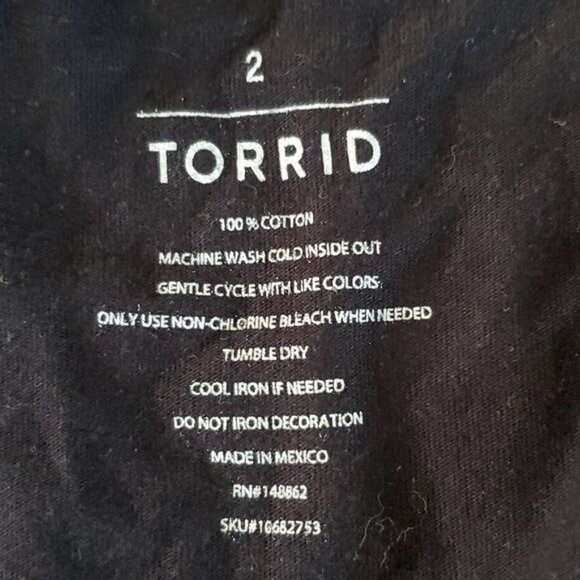 2
TORRID
100 % COTTON
MACHINE WASH COLD INSIDE OUT
GENTLE CYCLE WITH LIKE COLORS
ONLY USE NON-CHLORINE BLEACH WHEN NEEDED
TUMBLE DRY
COOL IRON IF NEEDED
DO NOT IRON DECORATION
MADE IN MEXICO
RN#148862
SKU#10682753